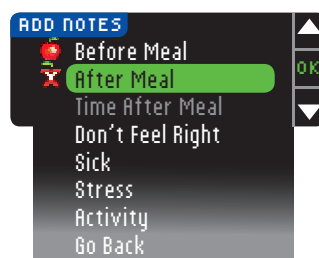 ADD NOTES
Before Meal
After Meal
OK
Time After Meal
Don't Feel Right
Sick
Stress
Activity
Go Back